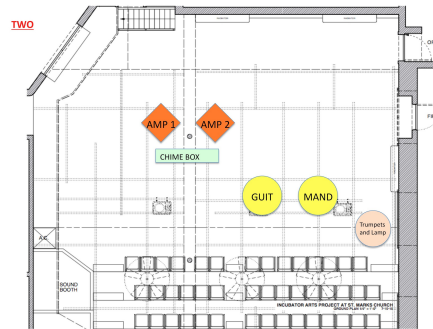 TWO
AMP 1
AMP 2
CHIME BOX
GUIT
MAND
Trumpets
and Lamp
A.C.
SOUND
BOOTH
INCUBATOR ARTS PROJECT AT ST. MARKS CHURCH